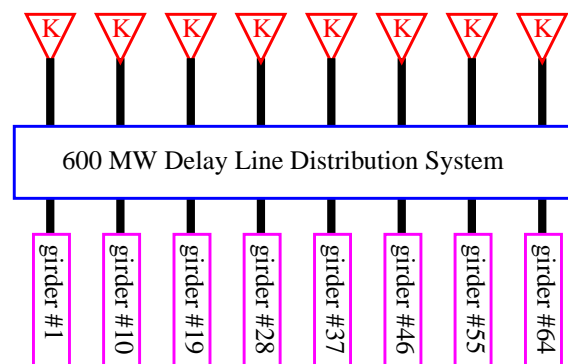 K K K K K K K K
600 MW Delay Line Distribution System
girder #1
girder #10
girder #19
girder #28
girder #37
girder #46
girder #55
girder #64